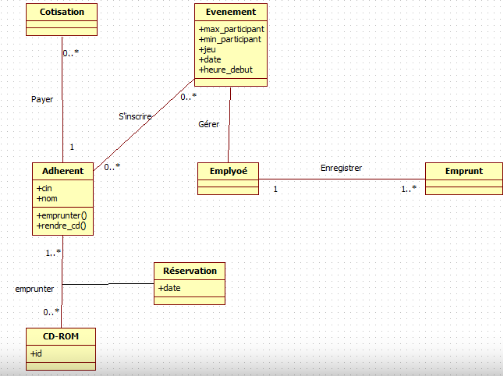 Cotisation
Evenement
+max_participant
+min_participant
+jeu
+date
+heure_debut
0..*
Payer
S'inscrire
0..*
Gérer
1
0..*
Adherent
+cin
+nom
+emprunter()
+rendre_cd()
Emplyoé
Enregistrer
1
1..*
Emprunt
1..*
emprunter
Réservation
+date
0..*
CD-ROM
+id